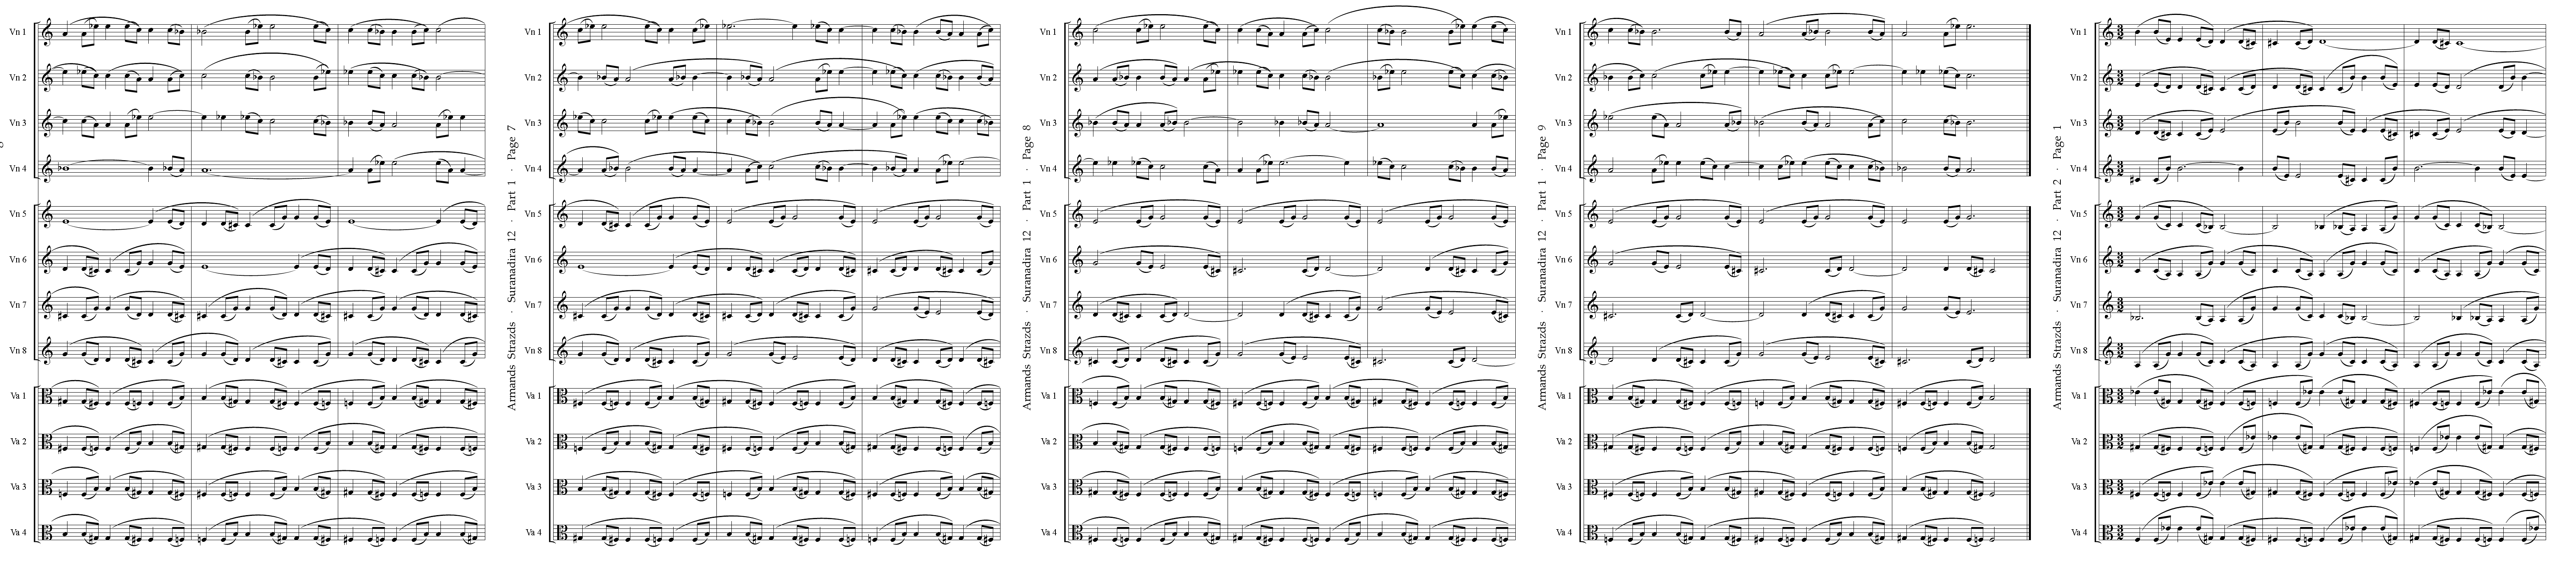 Vn 1
Vn 2
Vn 3
Vn 4
Vn 5
Vn 6
Vn 7
Vn 8
Va 1
Va 2
Va 3
Va 4
Armands Strazds · Suranadira 12 · Part 1 · Page 7
Vn 1
Vn 2
Vn 3
Vn 4
Vn 5
Vn 6
Vn 7
Vn 8
Va 1
Va 2
Va 3
Va 4
Armands Strazds · Suranadira 12 · Part 1 · Page 8
Vn 1
Vn 2
Vn 3
Vn 4
Vn 5
Vn 6
Vn 7
Vn 8
Va 1
Va 2
Va 3
Va 4
Armands Strazds · Suranadira 12 · Part 1 · Page 9
Vn 1
Vn 2
Vn 3
Vn 4
Vn 5
Vn 6
Vn 7
Vn 8
Va 1
Va 2
Va 3
Va 4
Armands Strazds · Suranadira 12 · Part 2 · Page 1
Vn 1
Vn 2
Vn 3
Vn 4
Vn 5
Vn 6
Vn 7
Vn 8
Va 1
Va 2
Va 3
Va 4